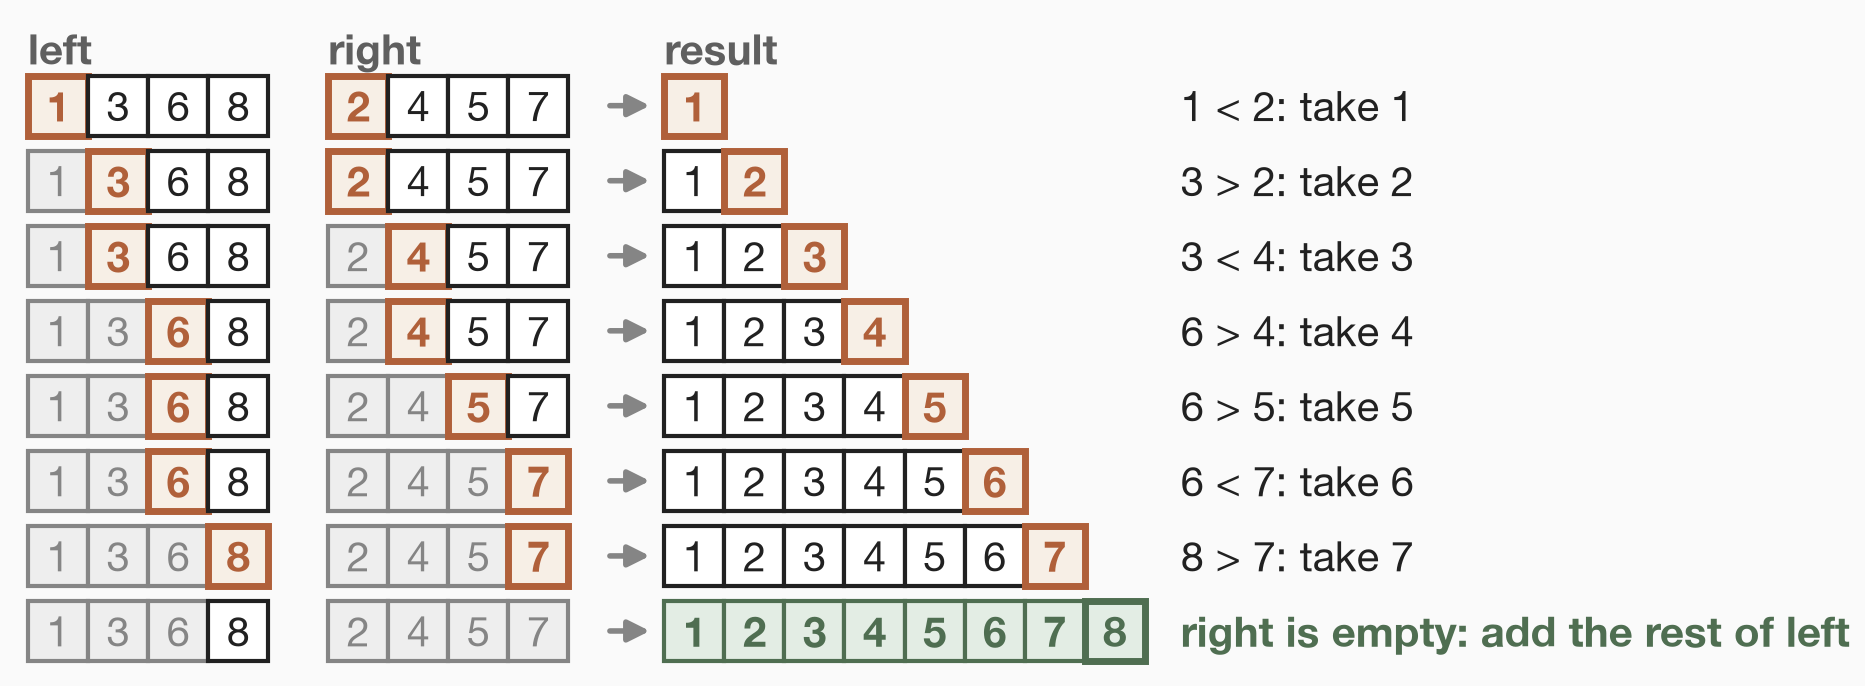 left right result
1 3 6 8 2 4 5 7 1 1 < 2: take 1
1 3 6 8 2 4 5 7 1 2 3 > 2: take 2
1 3 6 8 2 4 5 7 1 2 3 3 < 4: take 3
1 3 6 8 2 4 5 7 1 2 3 4 6 > 4: take 4
1 3 6 8 2 4 5 7 1 2 3 4 5 6 > 5: take 5
1 3 6 8 2 4 5 7 1 2 3 4 5 6 6 < 7: take 6
1 3 6 8 2 4 5 7 1 2 3 4 5 6 7 8 > 7: take 7
1 3 6 8 2 4 5 7 1 2 3 4 5 6 7 8 right is empty: add the rest of left